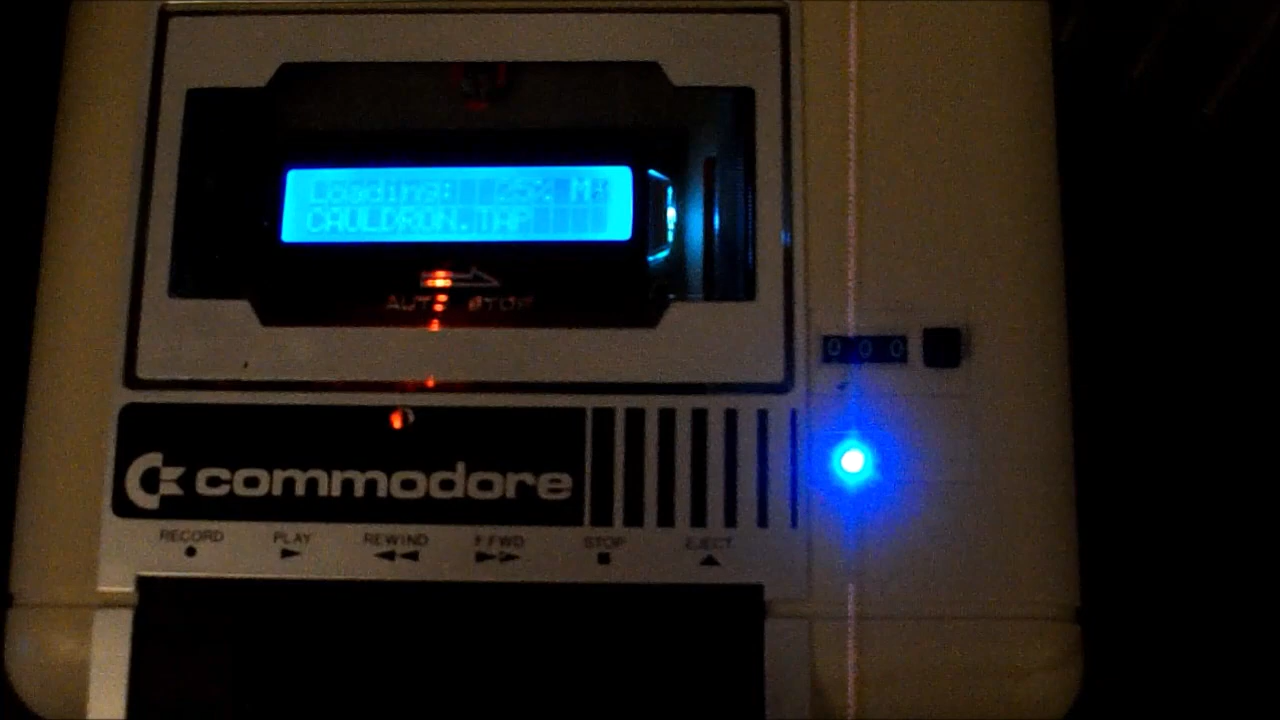 Loading: 25% M
CAULDRON.TAP
AUTO STOP
000
commodore
RECORD PLAY REWIND F.FWD STOP EJECT